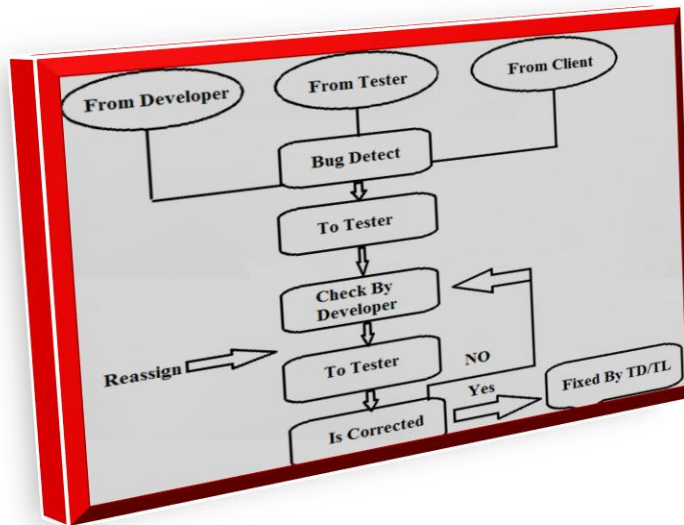 From Developer
From Tester
From Client
Bug Detect
To Tester
Check By
Developer
Reassign
To Tester
NO
Yes
Fixed By TD/TL
Is Corrected